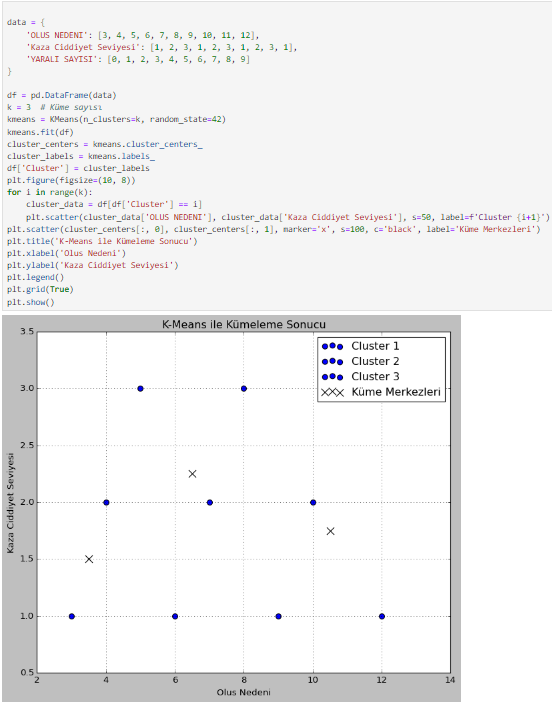 data = {
    'OLUS NEDENI': [3, 4, 5, 6, 7, 8, 9, 10, 11, 12],
    'Kaza Ciddiyet Seviyesi': [1, 2, 3, 1, 2, 3, 1, 2, 3, 1],
    'YARALI SAYISI': [0, 1, 2, 3, 4, 5, 6, 7, 8, 9]
}
df = pd.DataFrame(data)
k = 3  # Küme sayısı
kmeans = KMeans(n_clusters=k, random_state=42)
kmeans.fit(df)
cluster_centers = kmeans.cluster_centers_
cluster_labels = kmeans.labels_
df['Cluster'] = cluster_labels
plt.figure(figsize=(10, 8))
for i in range(k):
    cluster_data = df[df['Cluster'] == i]
    plt.scatter(cluster_data['OLUS NEDENI'], cluster_data['Kaza Ciddiyet Seviyesi'], s=50, label=f'Cluster {i+1}')
plt.scatter(cluster_centers[:, 0], cluster_centers[:, 1], marker='x', s=100, c='black', label='Küme Merkezleri')
plt.title('K-Means ile Kümeleme Sonucu')
plt.xlabel('Olus Nedeni')
plt.ylabel('Kaza Ciddiyet Seviyesi')
plt.legend()
plt.grid(True)
plt.show()
K-Means ile Kümeleme Sonucu
3.5
3.0
2.5
2.0
1.5
1.0
0.5
Kaza Ciddiyet Seviyesi
Cluster 1
Cluster 2
Cluster 3
Küme Merkezleri
2 4 6 8 10 12 14
Olus Nedeni